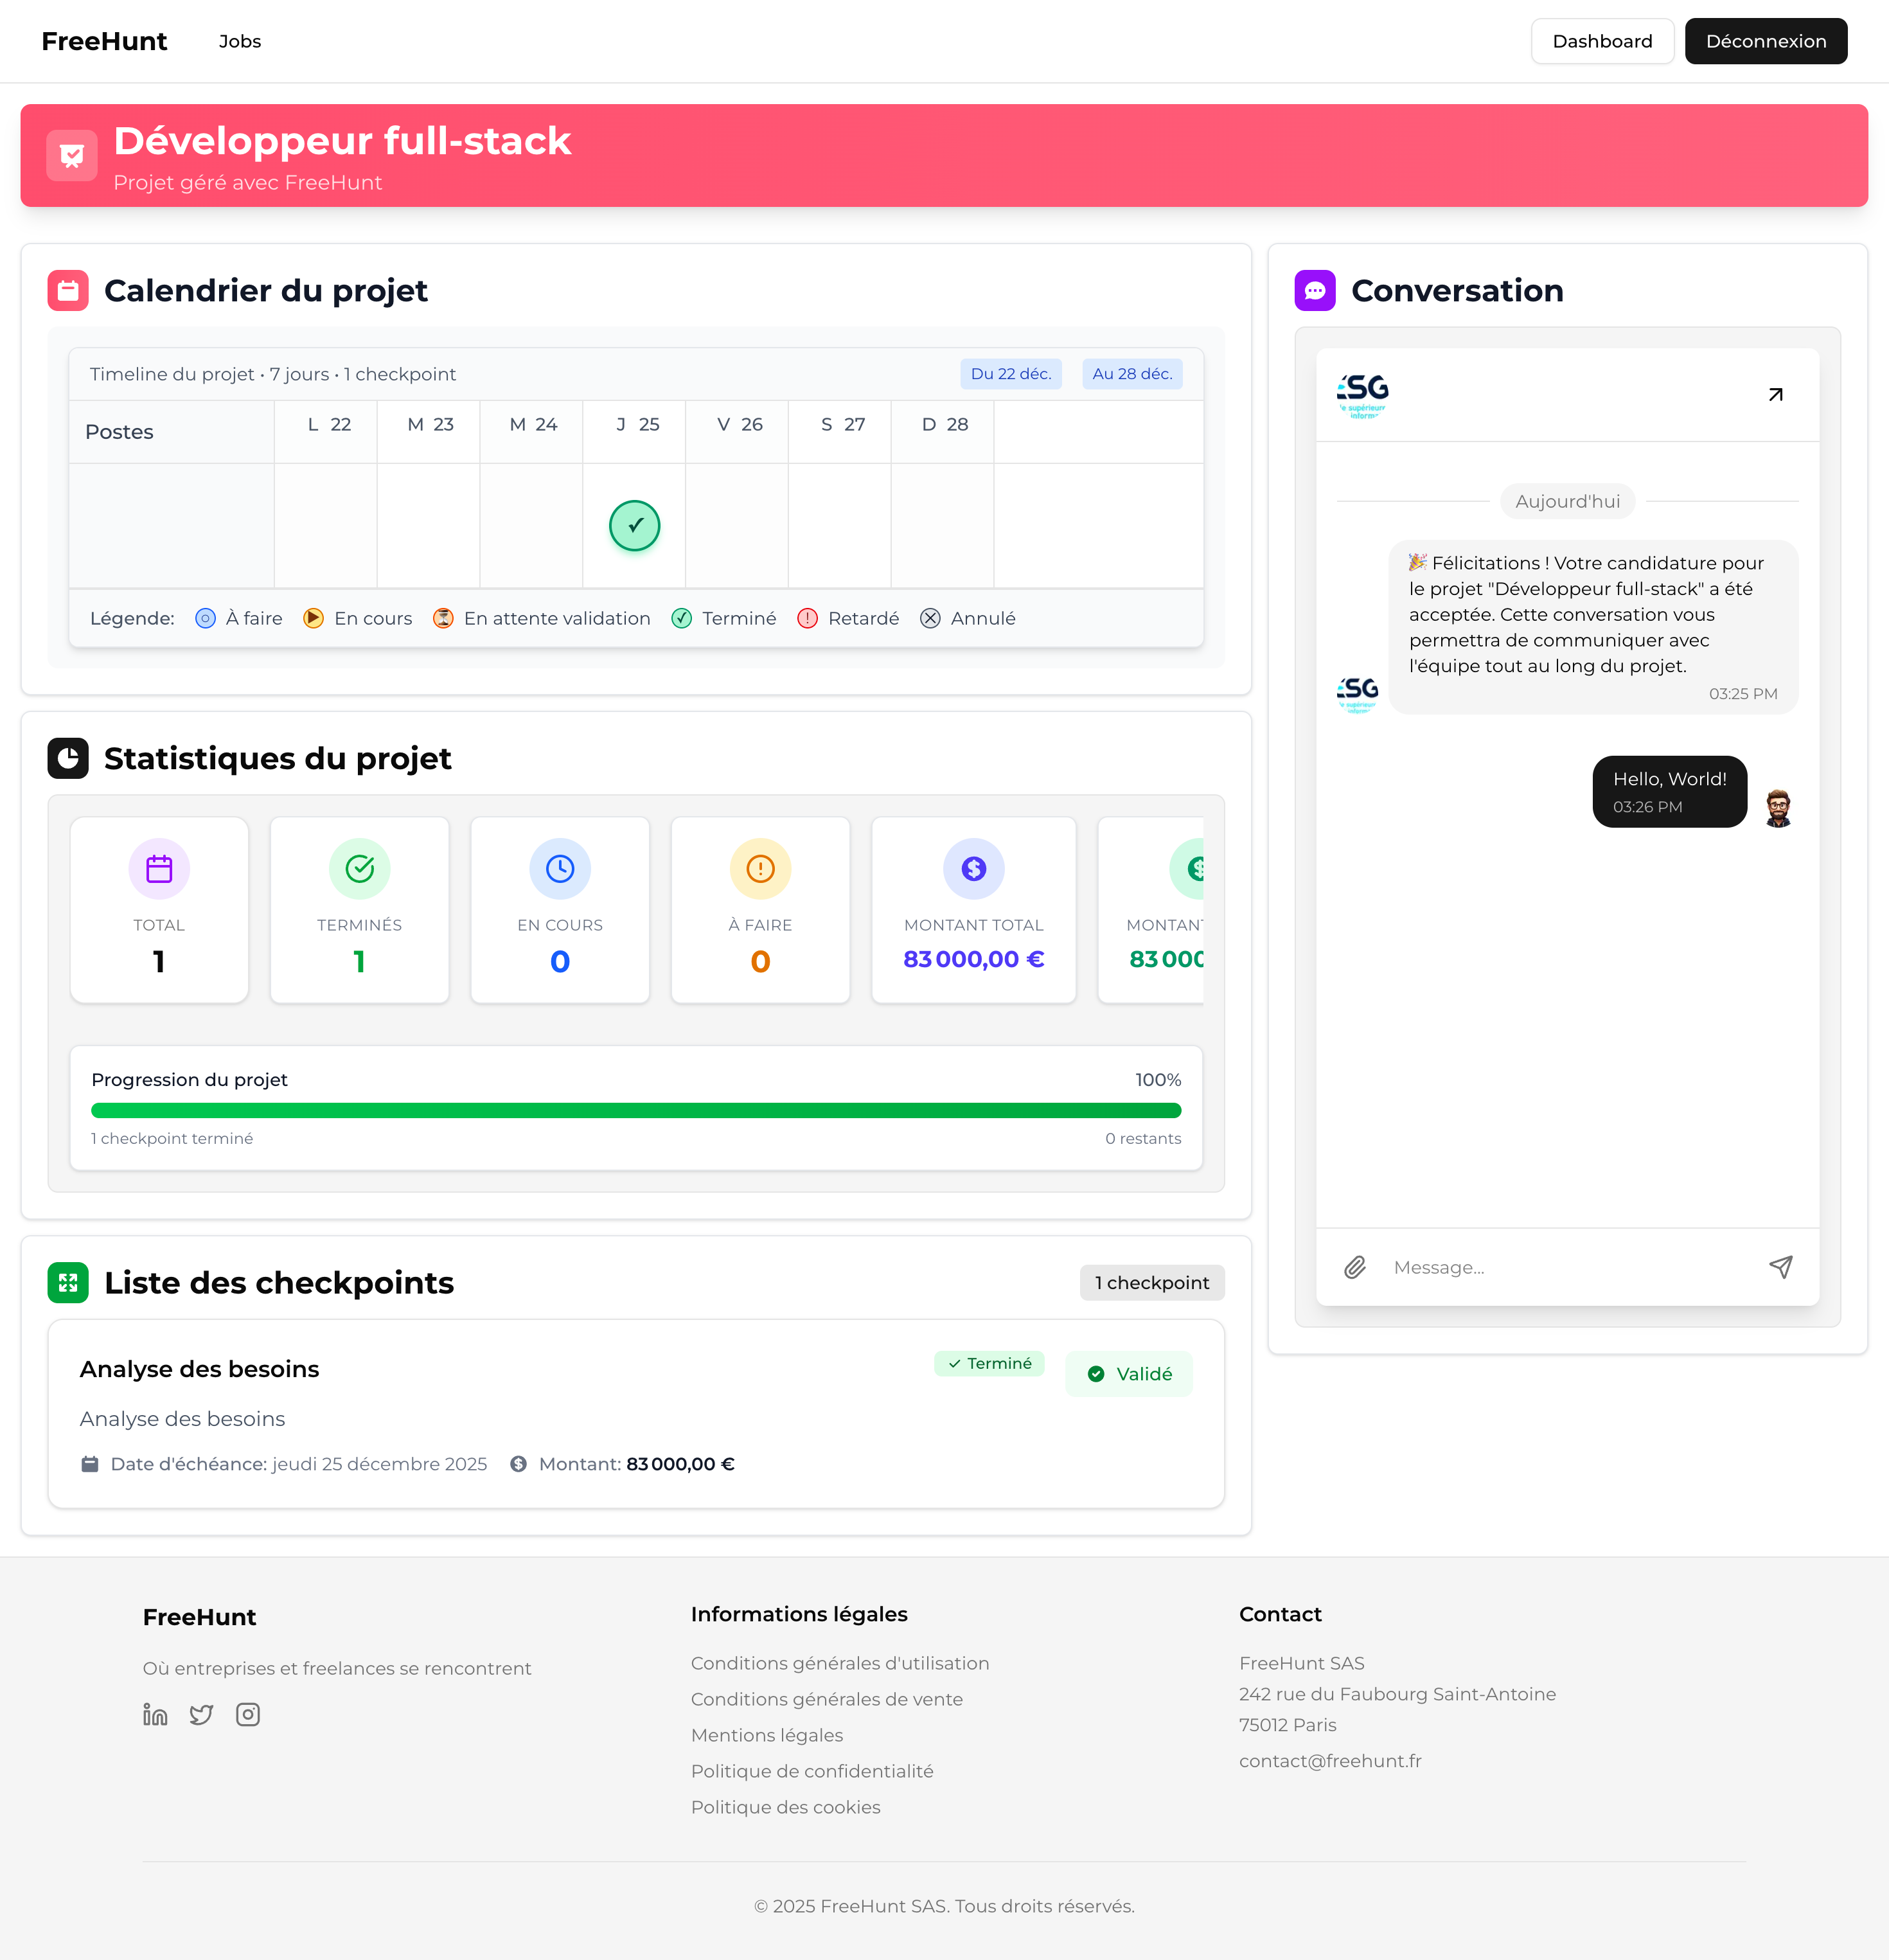 FreeHunt
Jobs
Dashboard
Déconnexion
Développeur full-stack
Projet géré avec FreeHunt
Calendrier du projet
Timeline du projet • 7 jours • 1 checkpoint
Du 22 déc.
Au 28 déc.
Postes
L 22
M 23
M 24
J 25
V 26
S 27
D 28
Légende:
À faire
En cours
En attente validation
Terminé
Retardé
Annulé
Statistiques du projet
TOTAL
1
TERMINÉS
1
EN COURS
0
À FAIRE
0
MONTANT TOTAL
83 000,00 €
MONTANT
83 000
Progression du projet
100%
1 checkpoint terminé
0 restants
Liste des checkpoints
1 checkpoint
Analyse des besoins
Terminé
Validé
Analyse des besoins
Date d'échéance: jeudi 25 décembre 2025
Montant: 83 000,00 €
Conversation
ESG
Aujourd'hui
🎉 Félicitations ! Votre candidature pour
le projet "Développeur full-stack" a été
acceptée. Cette conversation vous
permettra de communiquer avec
l'équipe tout au long du projet.
03:25 PM
Hello, World!
03:26 PM
Message...
FreeHunt
Où entreprises et freelances se rencontrent
Informations légales
Conditions générales d'utilisation
Conditions générales de vente
Mentions légales
Politique de confidentialité
Politique des cookies
Contact
FreeHunt SAS
242 rue du Faubourg Saint-Antoine
75012 Paris
contact@freehunt.fr
© 2025 FreeHunt SAS. Tous droits réservés.